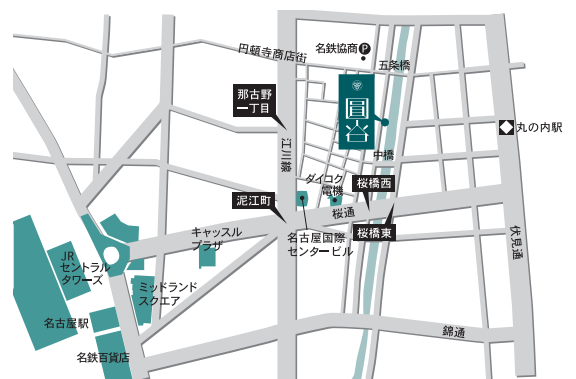 円頓寺商店街
名鉄協商
P
五条橋
那古野
一丁目
丸の内駅
江川線
中橋
ダイコク
電機
桜橋西
泥江町
桜通
桜橋東
キャッスル
プラザ
名古屋国際
センタービル
伏見通
JR
セントラル
タワーズ
ミッドランド
スクエア
名古屋駅
錦通
名鉄百貨店